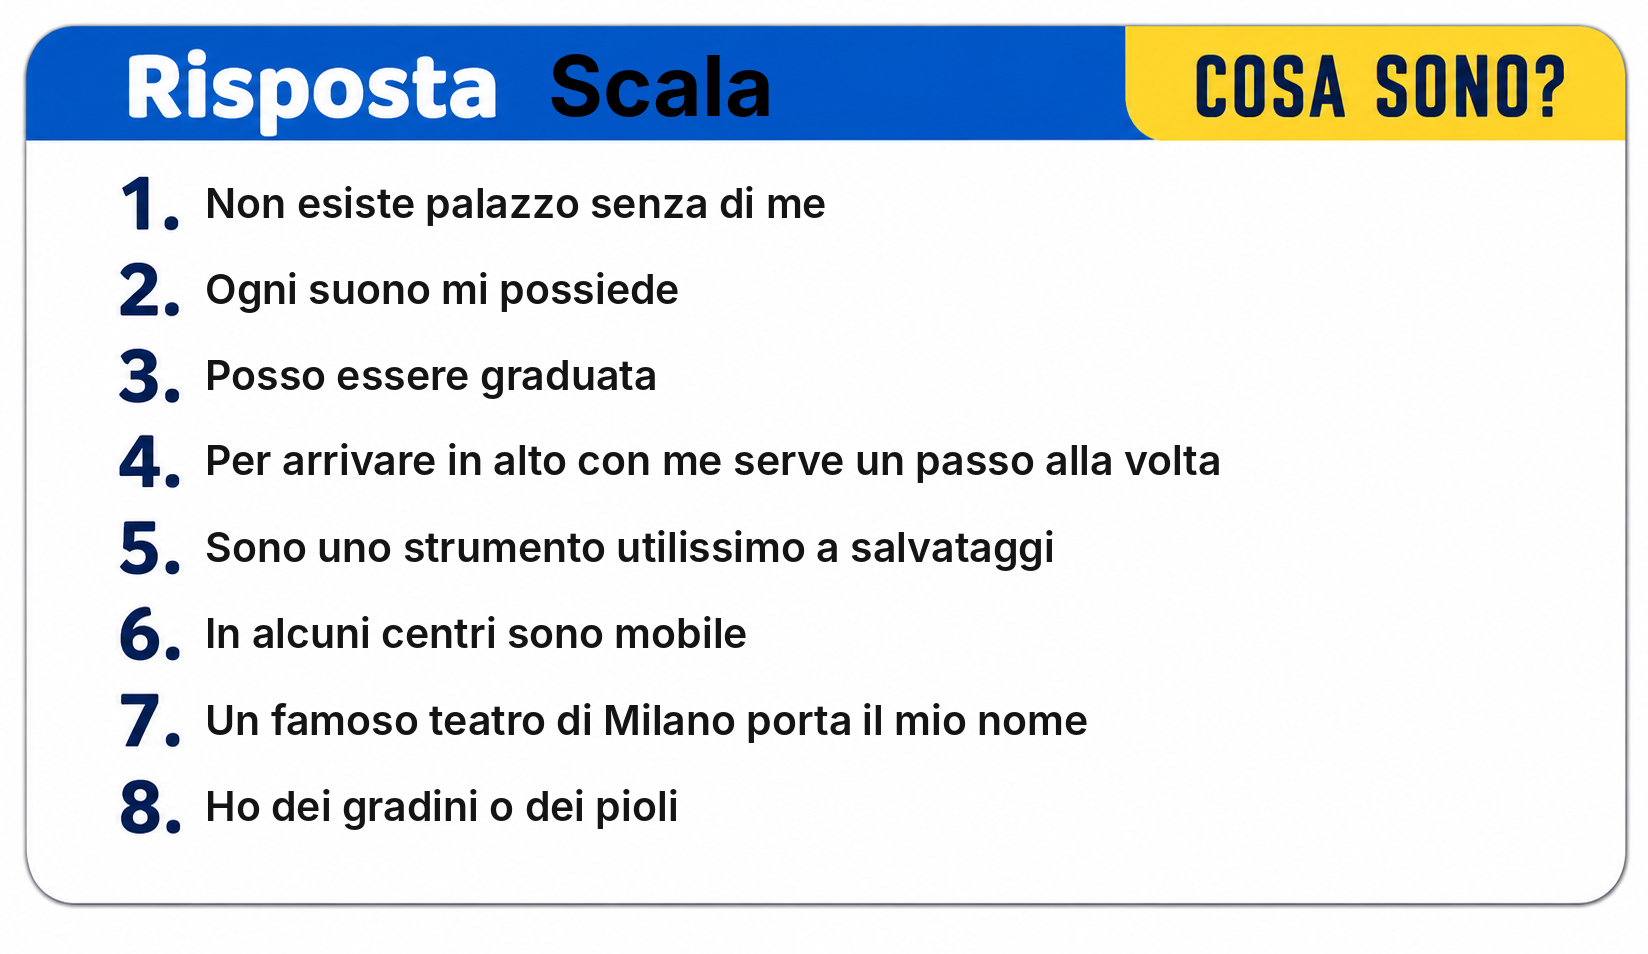 Risposta Scala
COSA SONO?
1. Non esiste palazzo senza di me
2. Ogni suono mi possiede
3. Posso essere graduata
4. Per arrivare in alto con me serve un passo alla volta
5. Sono uno strumento utilissimo a salvataggi
6. In alcuni centri sono mobile
7. Un famoso teatro di Milano porta il mio nome
8. Ho dei gradini o dei pioli